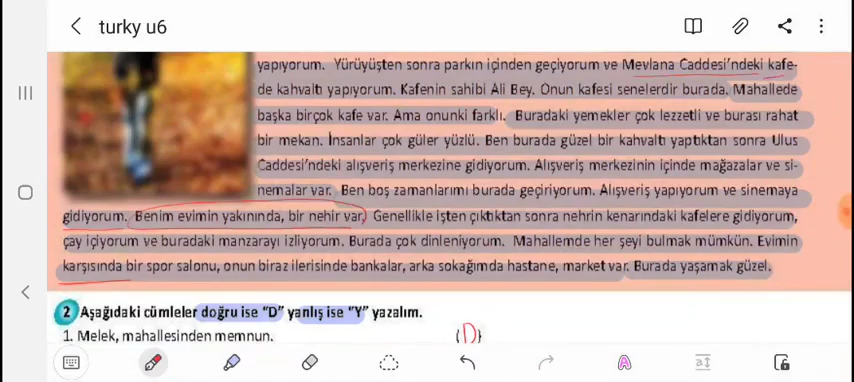 turky u6
yapıyorum. Yürüyüşten sonra parkın içinden geçiyorum ve Mevlana Caddesi'ndeki kafe-
de kahvaltı yapıyorum. Kafenin sahibi Ali Bey. Onun kafesi senelerdir burada. Mahallede
başka birçok kafe var. Ama onunki farklı. Buradaki yemekler çok lezzetli ve burası rahat
bir mekan. İnsanlar çok güler yüzlü. Ben burada güzel bir kahvaltı yaptıktan sonra Ulus
Caddesi'ndeki alışveriş merkezine gidiyorum. Alışveriş merkezinin içinde mağazalar ve si-
nemalar var. Ben boş zamanlarımı burada geçiriyorum. Alışveriş yapıyorum ve sinemaya
gidiyorum. Benim evimin yakınında, bir nehir var. Genellikle işten çıktıktan sonra nehrin kenarındaki kafelere gidiyorum,
çay içiyorum ve buradaki manzarayı izliyorum. Burada çok dinleniyorum. Mahallemde her şeyi bulmak mümkün. Evimin
karşısında bir spor salonu, onun biraz ilerisinde bankalar, arka sokağımda hastane, market var. Burada yaşamak güzel.
2 Aşağıdaki cümleler doğru ise "D" yanlış ise "Y" yazalım.
1. Melek, mahallesinden memnun. (D)